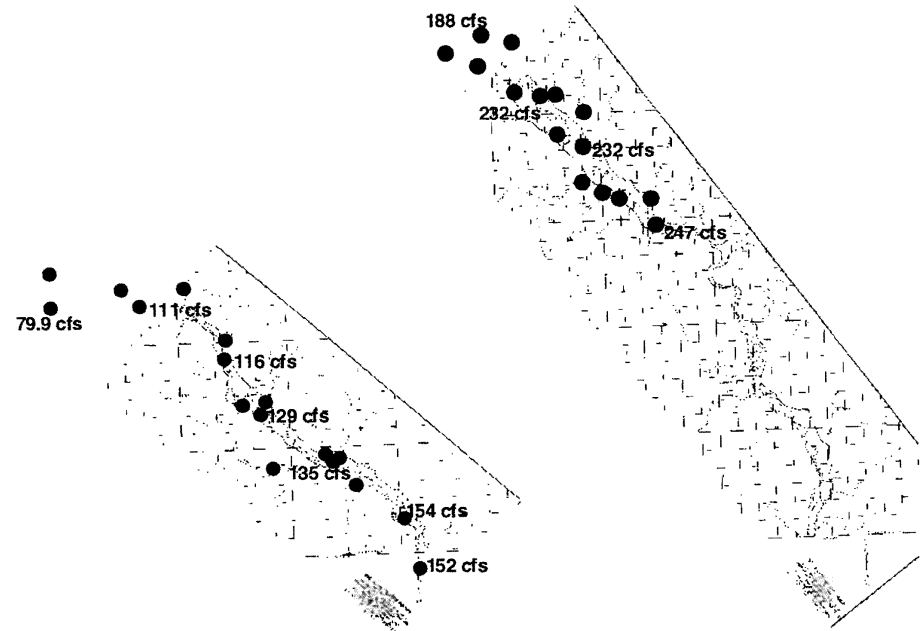 188 cfs
232 cfs
232 cfs
247 cfs
79.9 cfs
111 cfs
116 cfs
129 cfs
135 cfs
154 cfs
152 cfs